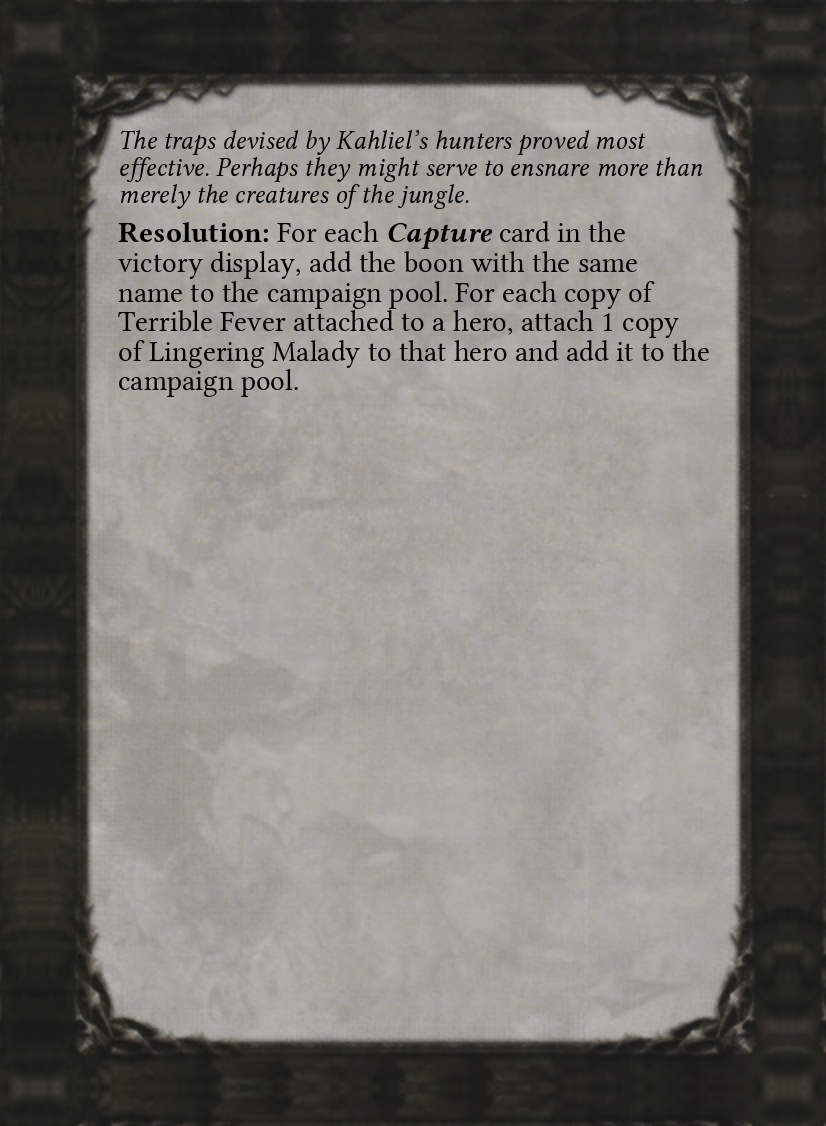 The traps devised by Kahliel’s hunters proved most
effective. Perhaps they might serve to ensnare more than
merely the creatures of the jungle.
Resolution: For each Capture card in the
victory display, add the boon with the same
name to the campaign pool. For each copy of
Terrible Fever attached to a hero, attach 1 copy
of Lingering Malady to that hero and add it to the
campaign pool.